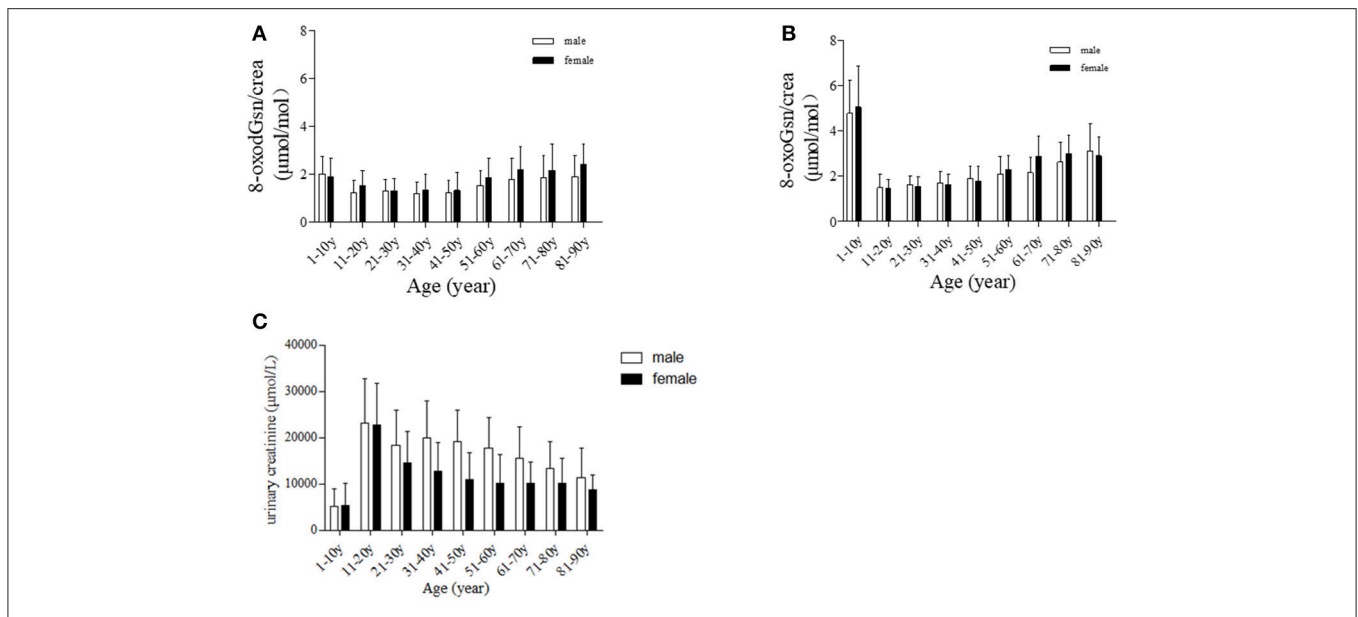 A
8-oxodGsn/crea
(μmol/mol)
8
6
4
2
0
male
female
1-10y
11-20y
21-30y
31-40y
41-50y
51-60y
61-70y
71-80y
81-90y
Age (year)
B
8-oxoGsn/crea
(μmol/mol)
8
6
4
2
0
male
female
1-10y
11-20y
21-30y
31-40y
41-50y
51-60y
61-70y
71-80y
81-90y
Age (year)
C
urinary creatinine (μmol/L)
40000
30000
20000
10000
0
male
female
1-10y
11-20y
21-30y
31-40y
41-50y
51-60y
61-70y
71-80y
81-90y
Age (year)